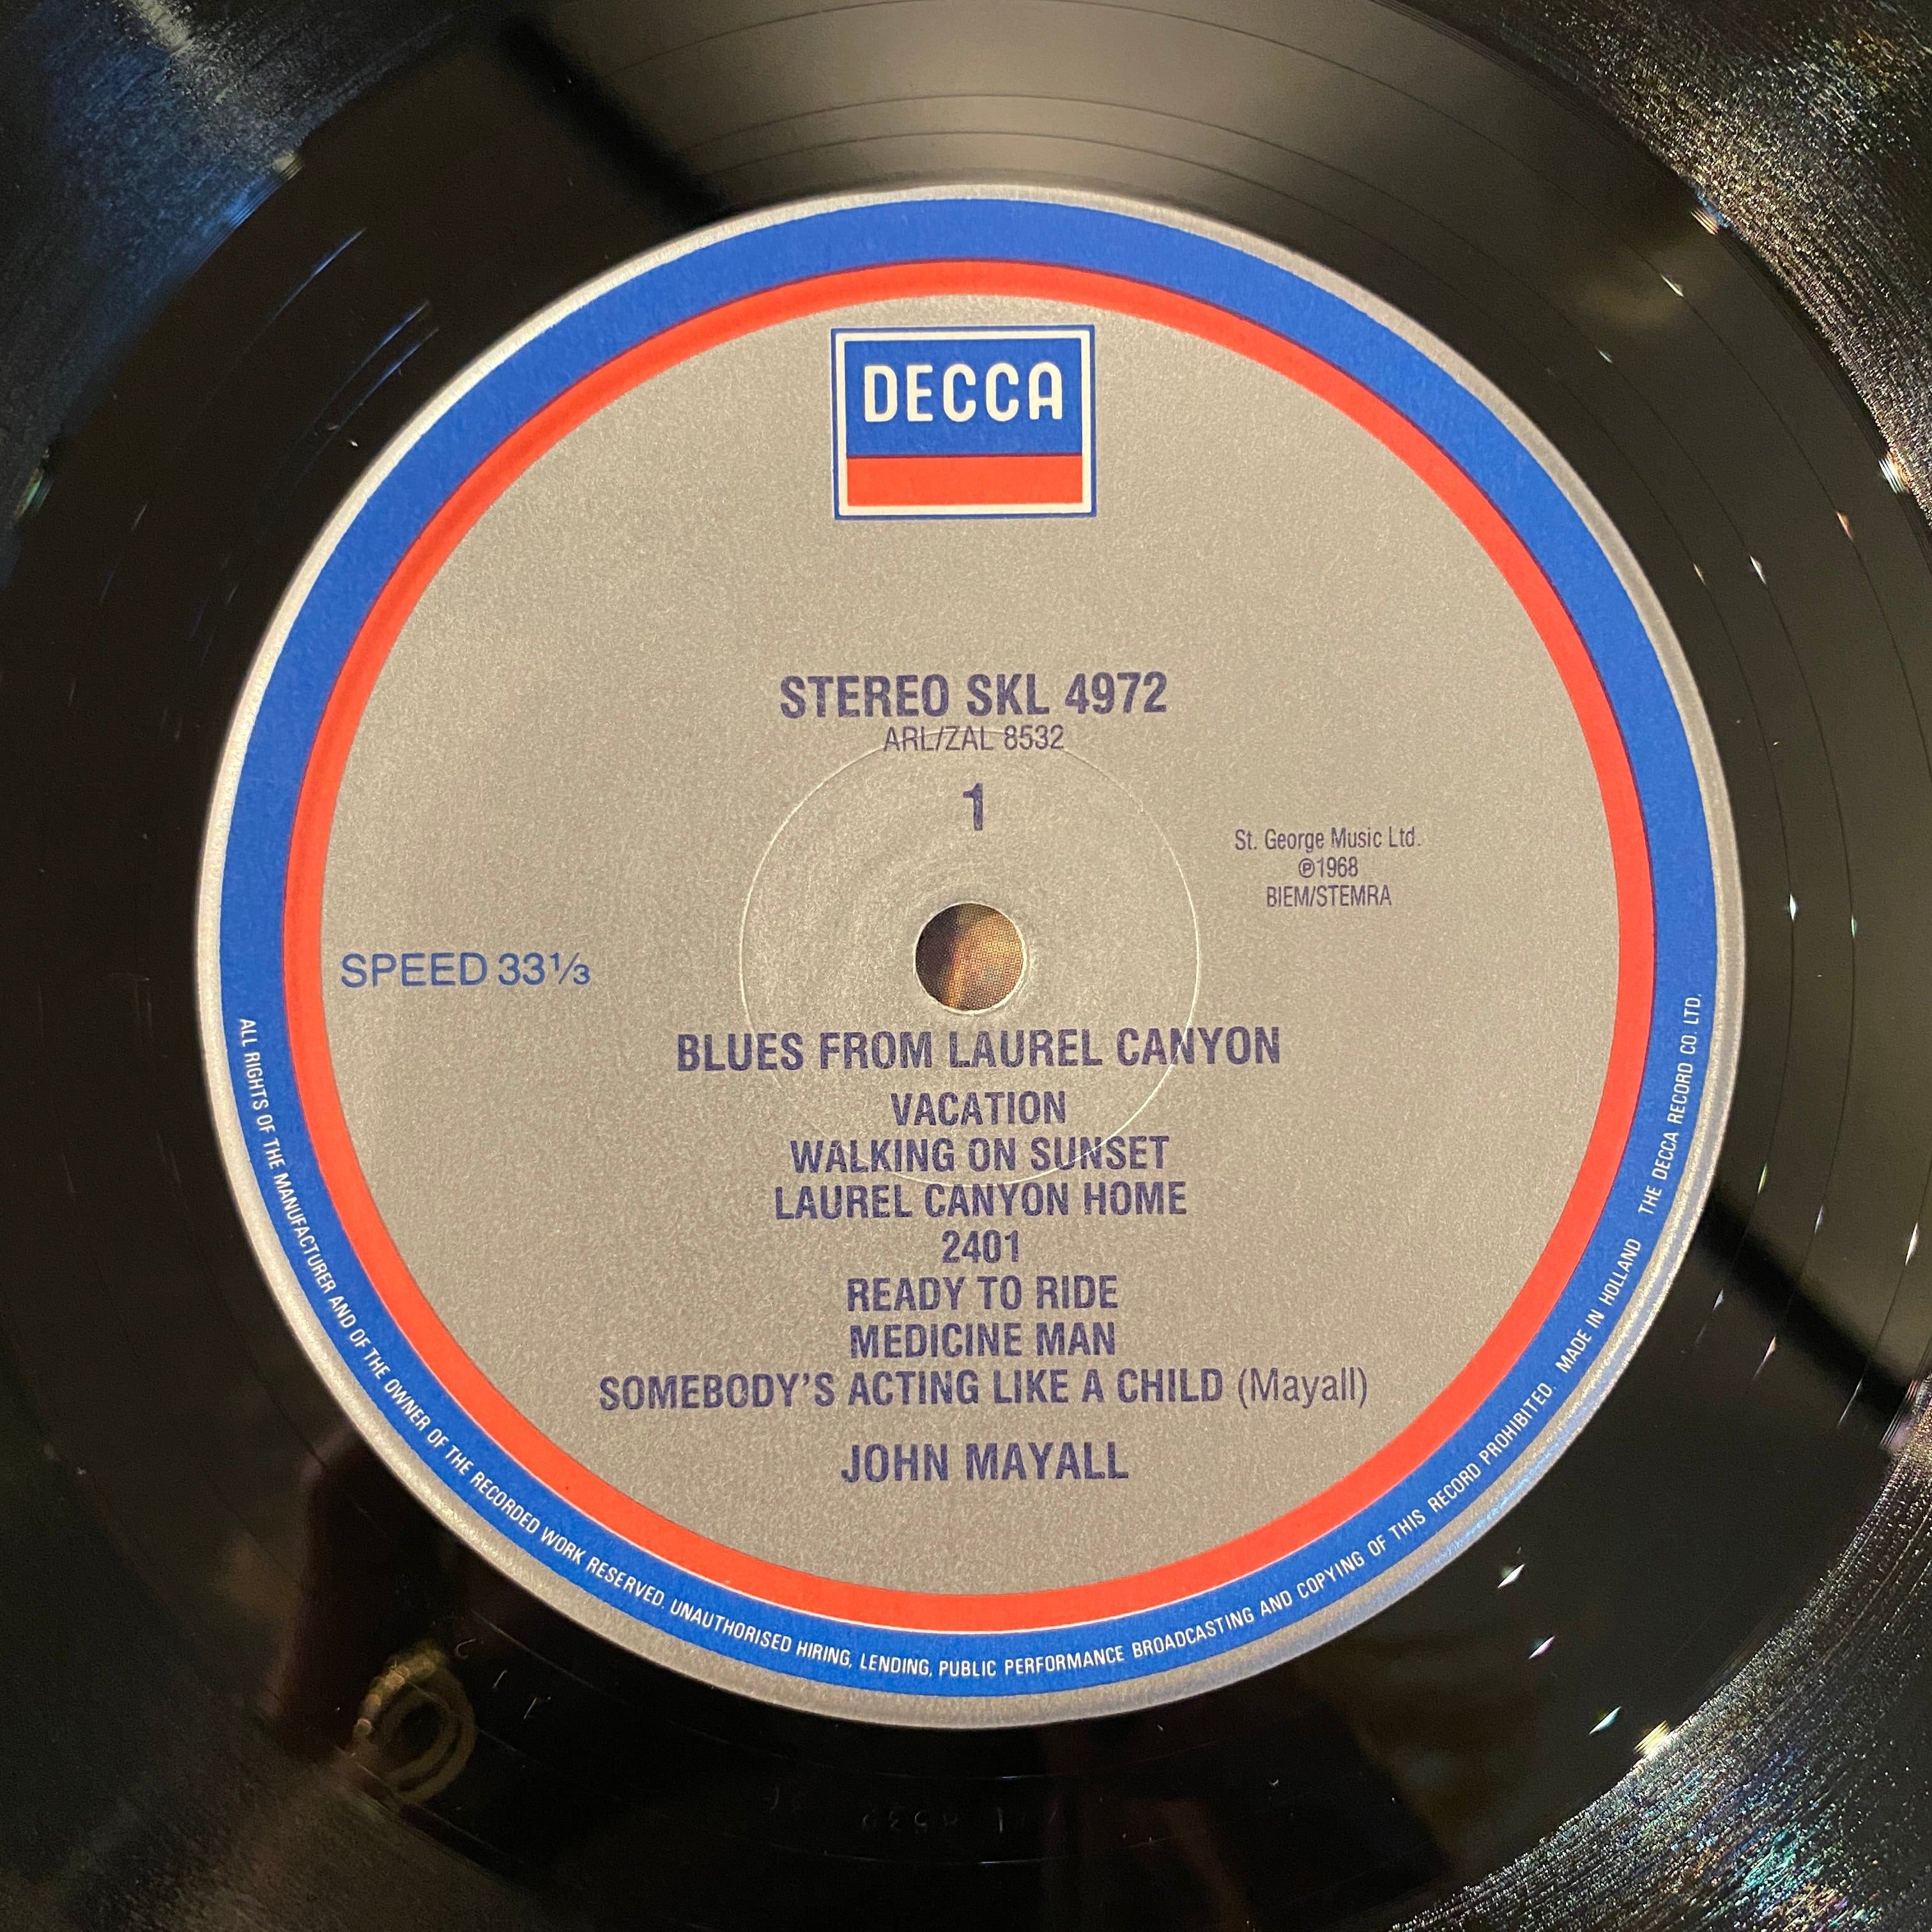 DECCA
STEREO SKL 4972
ARL/ZAL 8532
1
St. George Music Ltd.
℗1968
BIEM/STEMRA
SPEED 33⅓
BLUES FROM LAUREL CANYON
VACATION
WALKING ON SUNSET
LAUREL CANYON HOME
2401
READY TO RIDE
MEDICINE MAN
SOMEBODY'S ACTING LIKE A CHILD (Mayall)
JOHN MAYALL
ALL RIGHTS OF THE MANUFACTURER AND OF THE OWNER OF THE RECORDED WORK RESERVED. UNAUTHORISED HIRING, LENDING, PUBLIC PERFORMANCE BROADCASTING AND COPYING OF THIS RECORD PROHIBITED. MADE IN HOLLAND THE DECCA RECORD CO. LTD.